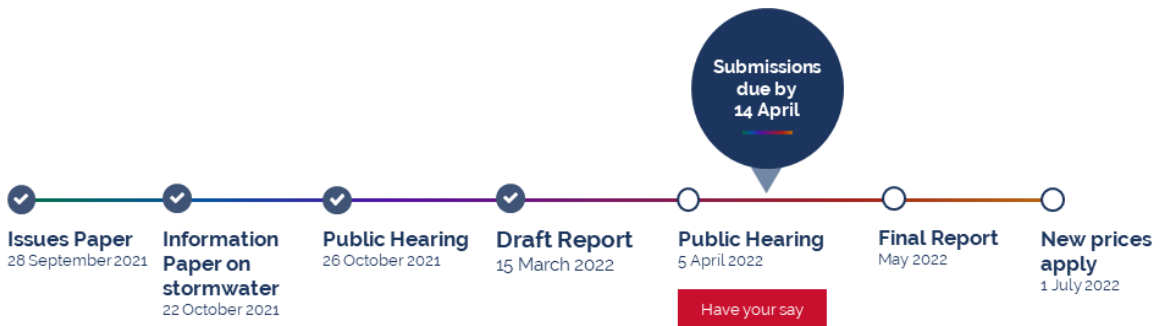 Submissions
due by
14 April
Issues Paper
28 September 2021
Information
Paper on
stormwater
22 October 2021
Public Hearing
26 October 2021
Draft Report
15 March 2022
Public Hearing
5 April 2022
Have your say
Final Report
May 2022
New prices
apply
1 July 2022